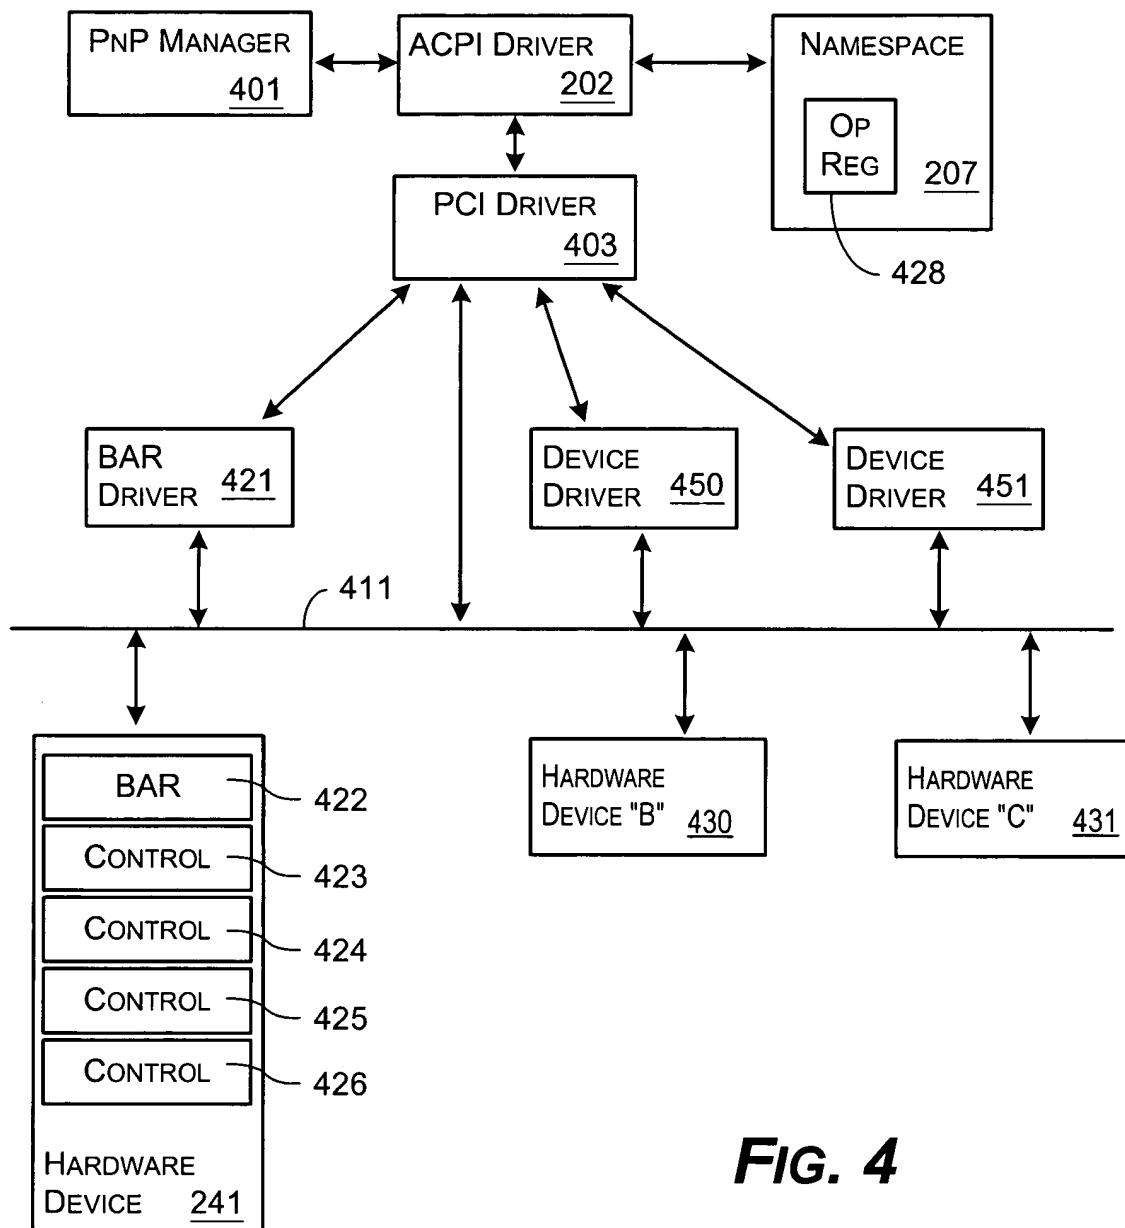 PNP MANAGER
401
ACPI DRIVER
202
NAMESPACE
OP
REG
207
428
PCI DRIVER
403
BAR
DRIVER
421
DEVICE
DRIVER
450
DEVICE
DRIVER
451
411
BAR
422
CONTROL
423
CONTROL
424
CONTROL
425
CONTROL
426
HARDWARE
DEVICE 241
HARDWARE
DEVICE "B" 430
HARDWARE
DEVICE "C" 431
FIG. 4